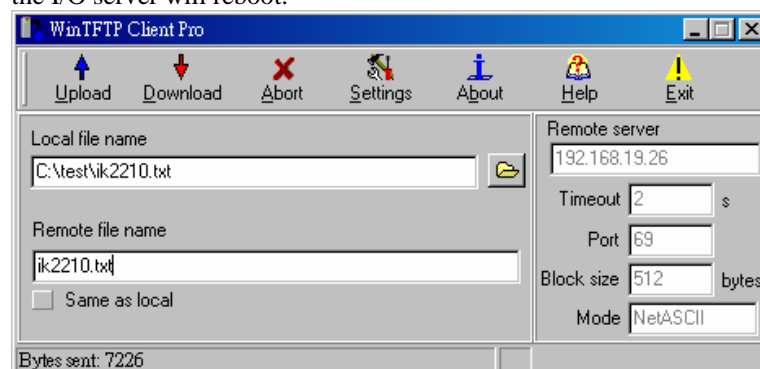 the I/O server will reboot.
WinTFTP Client Pro
Upload Download Abort Settings About Help Exit
Local file name
C:\test\ik2210.txt
Remote file name
ik2210.txt
Same as local
Remote server
192.168.19.26
Timeout 2 s
Port 69
Block size 512 bytes
Mode NetASCII
Bytes sent: 7226